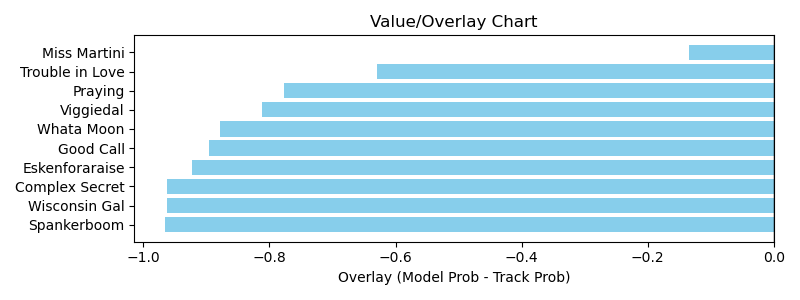 Value/Overlay Chart
Miss Martini
Trouble in Love
Praying
Viggiedal
Whata Moon
Good Call
Eskenforaraise
Complex Secret
Wisconsin Gal
Spankerboom
−1.0 −0.8 −0.6 −0.4 −0.2 0.0
Overlay (Model Prob - Track Prob)